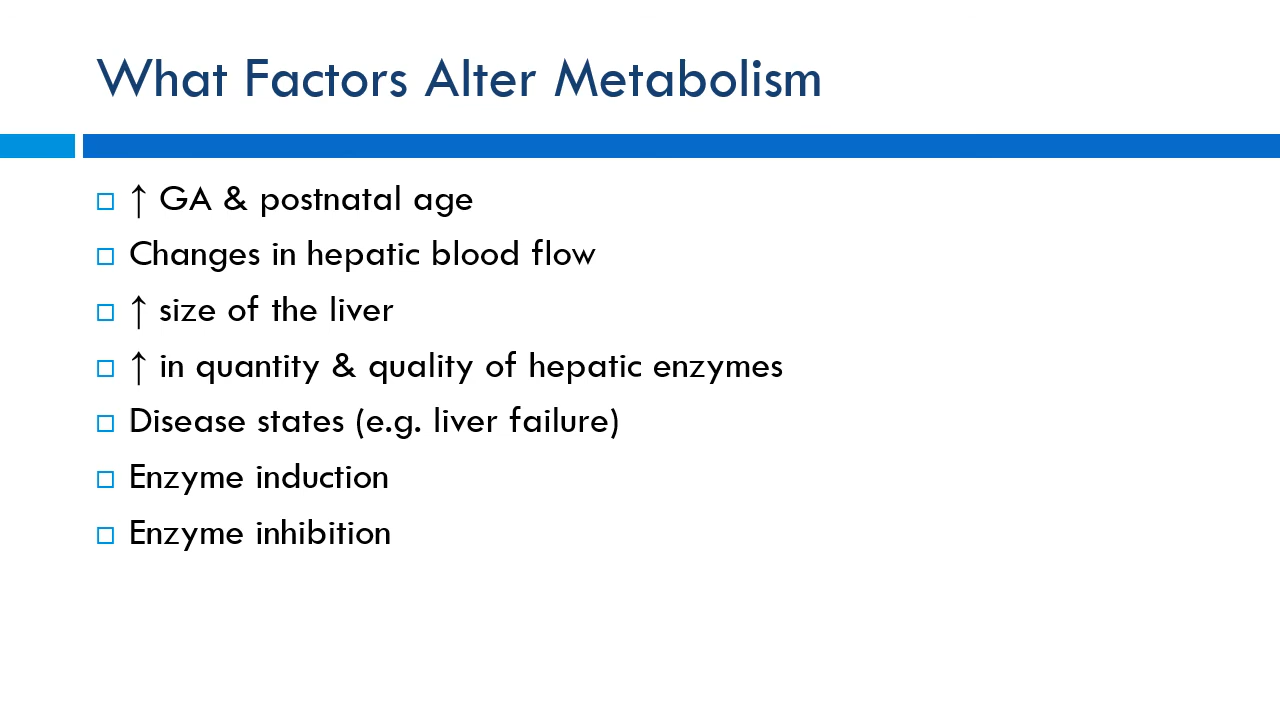 What Factors Alter Metabolism
↑ GA & postnatal age
Changes in hepatic blood flow
↑ size of the liver
↑ in quantity & quality of hepatic enzymes
Disease states (e.g. liver failure)
Enzyme induction
Enzyme inhibition